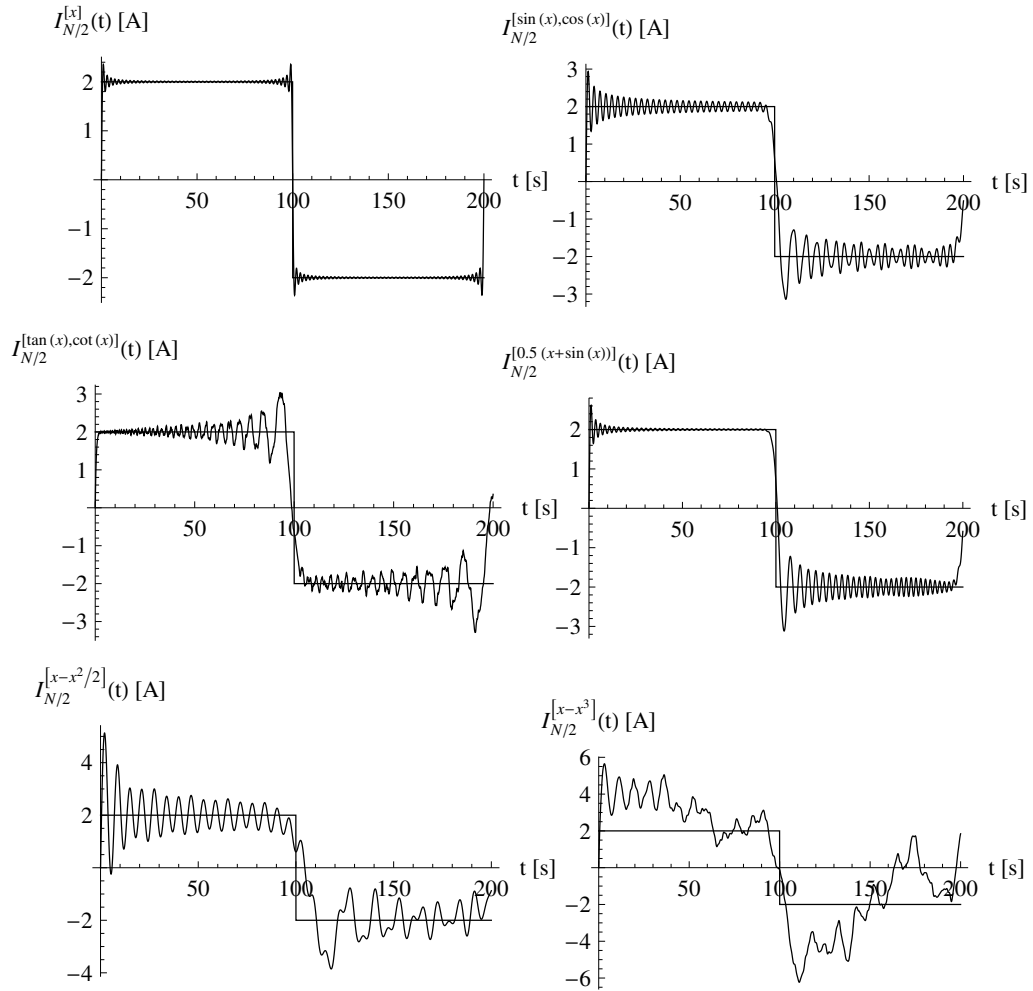 I_{N/2}^{[x]}(t) [A]
2
1
−1
−2
50 100 150 200
t [s]
I_{N/2}^{[sin (x),cos (x)]}(t) [A]
3
2
1
−1
−2
−3
50 100 150 200
t [s]
I_{N/2}^{[tan (x),cot (x)]}(t) [A]
3
2
1
−1
−2
−3
50 100 150 200
t [s]
I_{N/2}^{[0.5 (x+sin (x))]}(t) [A]
2
1
−1
−2
−3
50 100 150 200
t [s]
I_{N/2}^{[x−x^2/2]}(t) [A]
4
2
−2
−4
50 100 150 200
t [s]
I_{N/2}^{[x−x^3]}(t) [A]
6
4
2
−2
−4
−6
50 100 150 200
t [s]